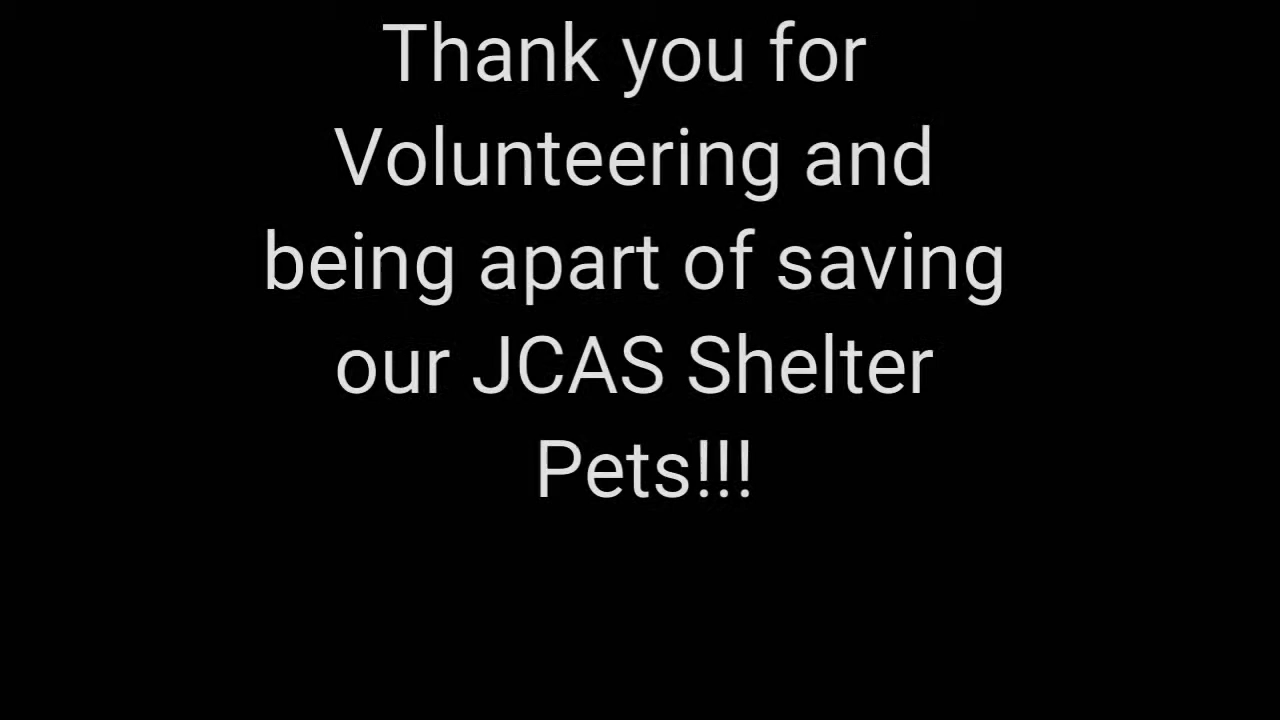 Thank you for
Volunteering and
being apart of saving
our JCAS Shelter
Pets!!!